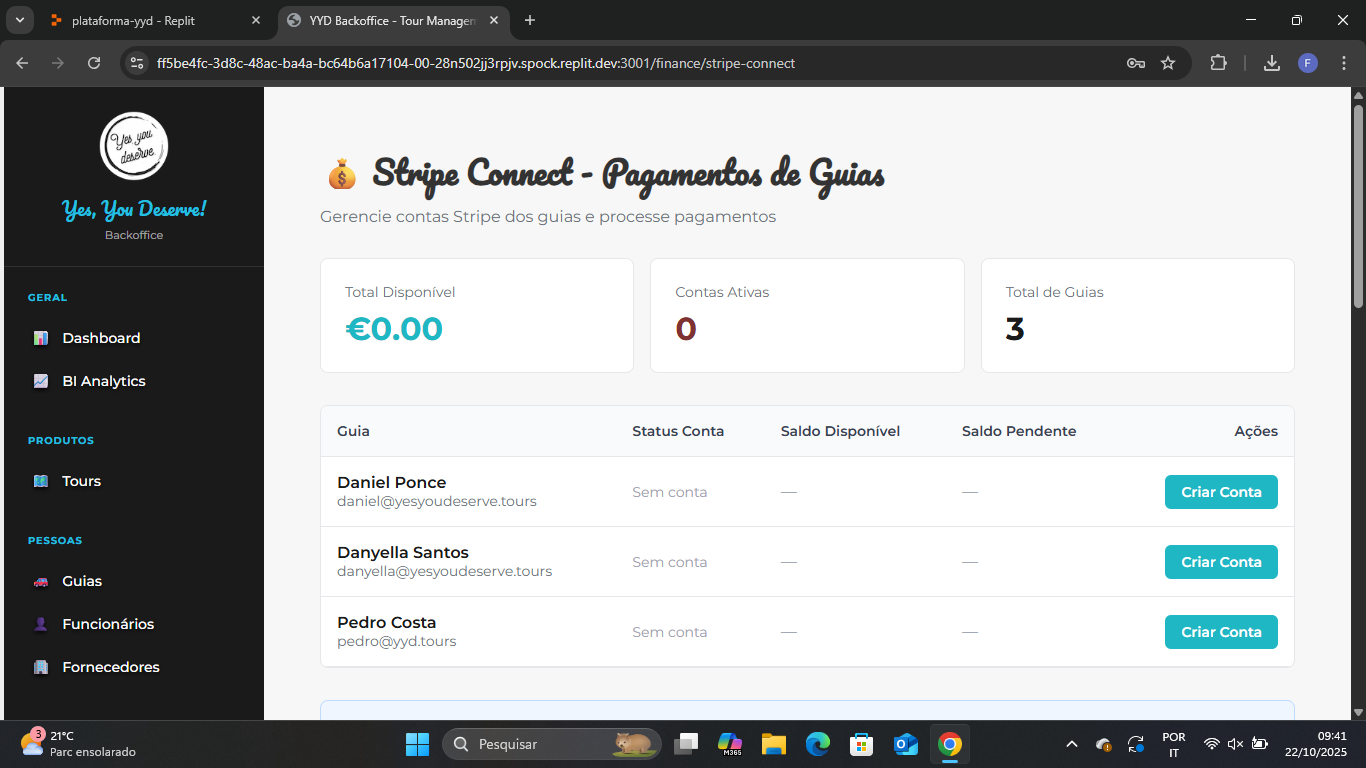 plataforma-yyd - Replit
YYD Backoffice - Tour Managem
ff5be4fc-3d8c-48ac-ba4a-bc64b6a17104-00-28n502jj3rpjv.spock.replit.dev:3001/finance/stripe-connect
F
Yes you
deserve.
Yes, You Deserve!
Backoffice
GERAL
Dashboard
BI Analytics
PRODUTOS
Tours
PESSOAS
Guias
Funcionários
Fornecedores
Stripe Connect - Pagamentos de Guias
Gerencie contas Stripe dos guias e processe pagamentos
Total Disponível
€0.00
Contas Ativas
0
Total de Guias
3
Guia Status Conta Saldo Disponível Saldo Pendente Ações
Daniel Ponce
daniel@yesyoudeserve.tours
Sem conta — — Criar Conta
Danyella Santos
danyella@yesyoudeserve.tours
Sem conta — — Criar Conta
Pedro Costa
pedro@yyd.tours
Sem conta — — Criar Conta
3
21°C
Parc ensolarado
Pesquisar
M365
POR
IT
09:41
22/10/2025